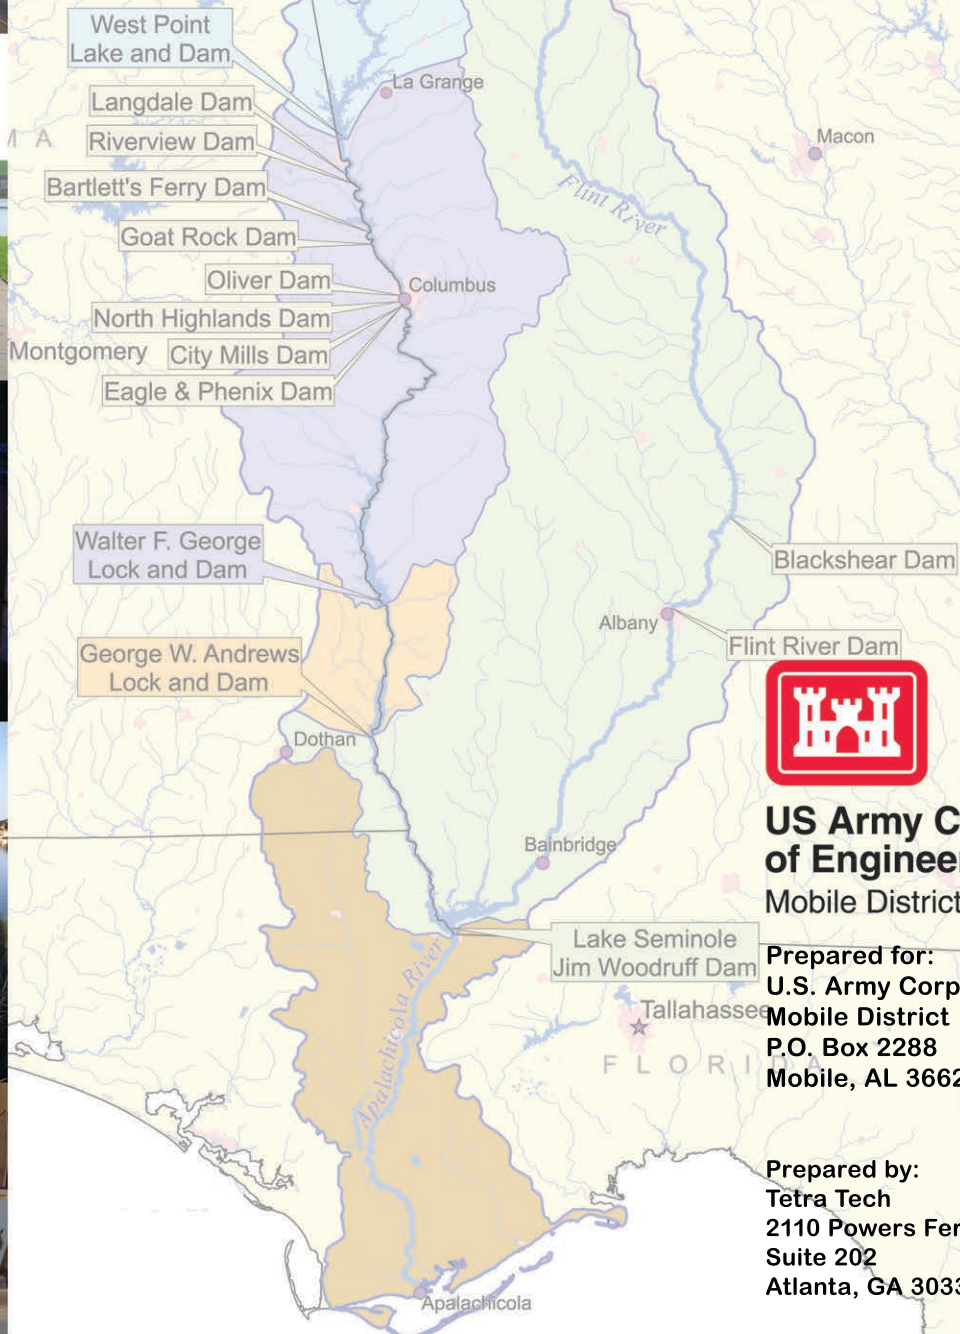 West Point
Lake and Dam
La Grange
Langdale Dam
M A
Riverview Dam
Macon
Bartlett's Ferry Dam
Flint River
Goat Rock Dam
Oliver Dam
Columbus
North Highlands Dam
Montgomery
City Mills Dam
Eagle & Phenix Dam
Walter F. George
Lock and Dam
Blackshear Dam
Albany
Flint River Dam
George W. Andrews
Lock and Dam
Dothan
US Army C
of Enginee
Mobile District
Bainbridge
Lake Seminole
Jim Woodruff Dam
Apalachicola River
Tallahassee
FLORIDA
Prepared for:
U.S. Army Corp
Mobile District
P.O. Box 2288
Mobile, AL 3662
Prepared by:
Tetra Tech
2110 Powers Fer
Suite 202
Atlanta, GA 3033
Apalachicola